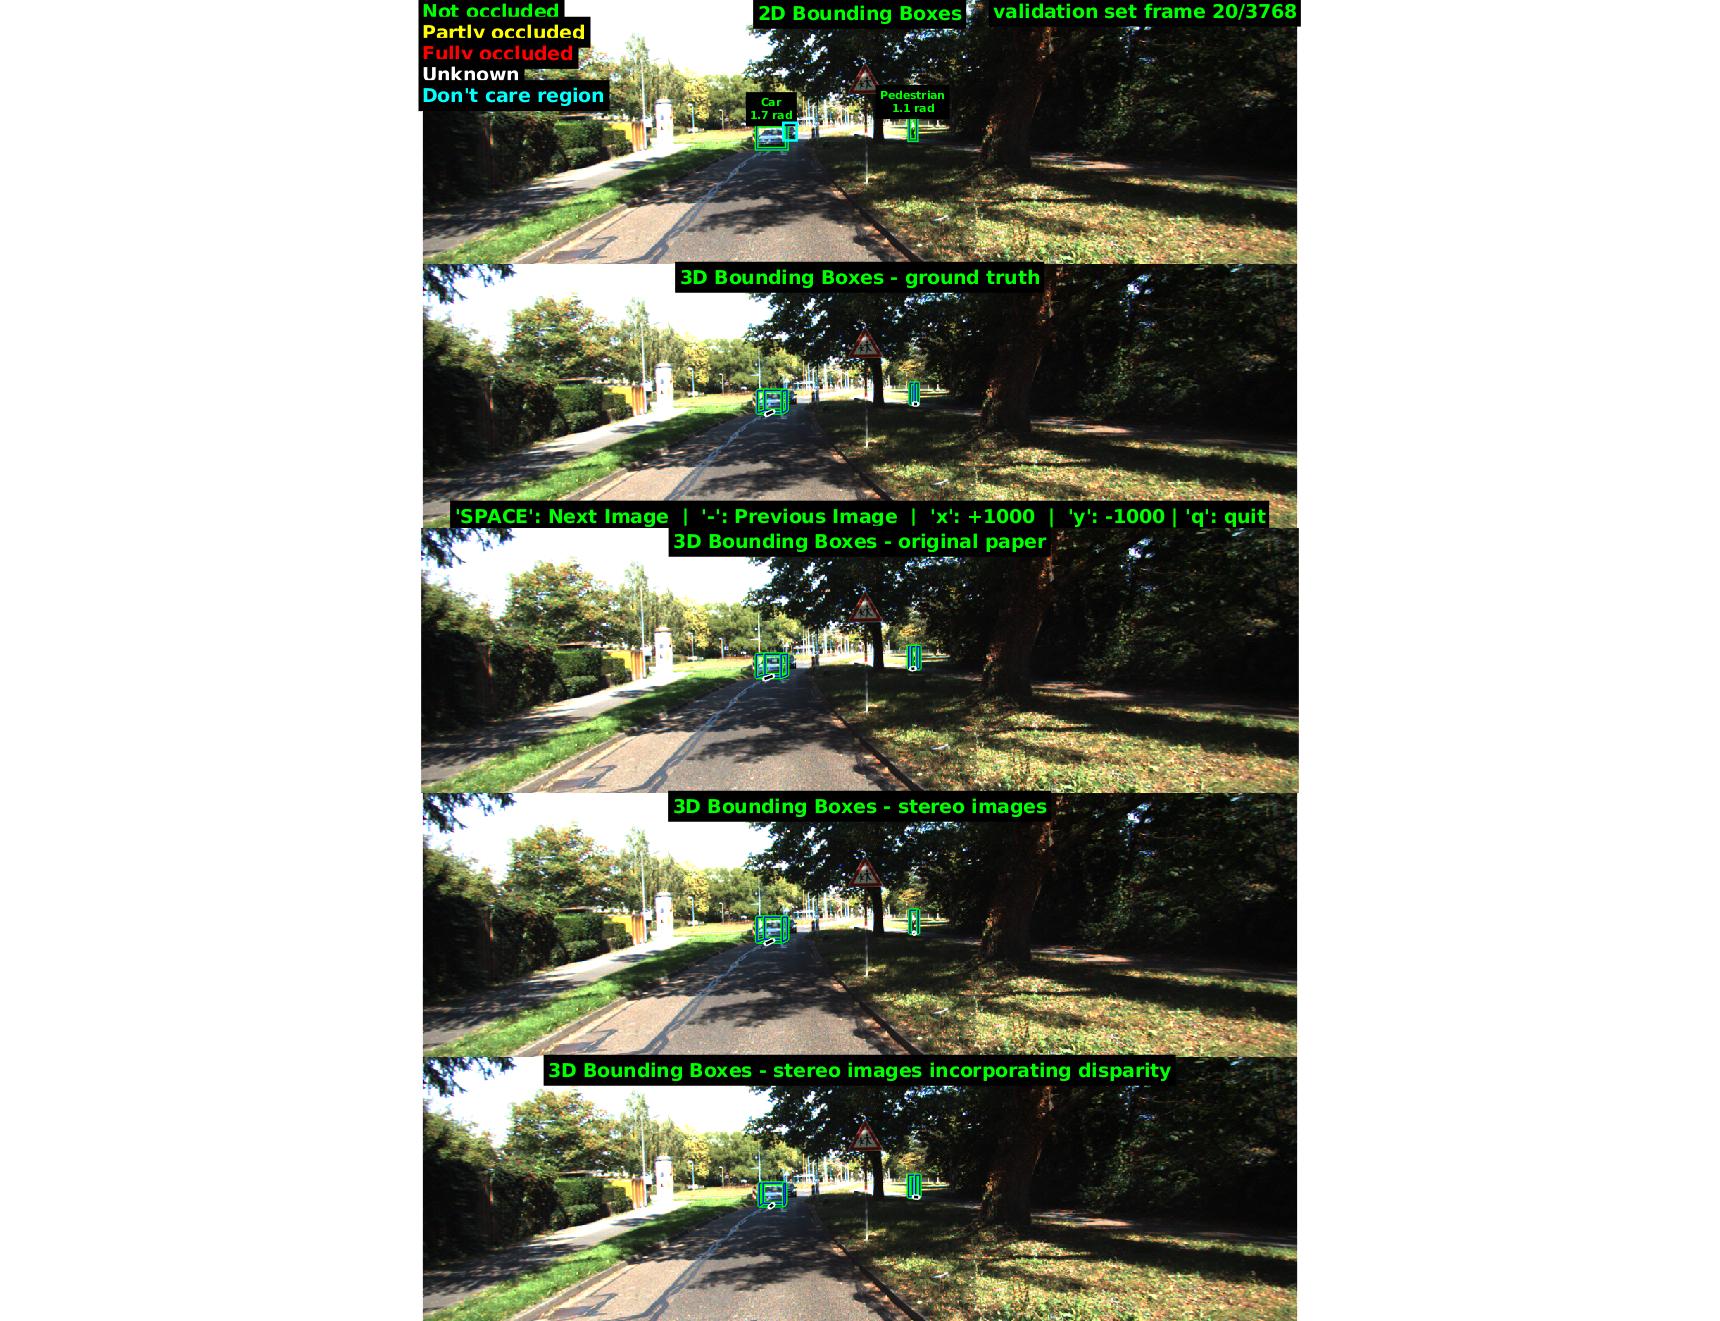 Not occluded
Partly occluded
Fully occluded
Unknown
Don't care region
2D Bounding Boxes
validation set frame 20/3768
Car
1.7 rad
Pedestrian
1.1 rad
3D Bounding Boxes - ground truth
'SPACE': Next Image | '-': Previous Image | 'x': +1000 | 'y': -1000 | 'q': quit
3D Bounding Boxes - original paper
3D Bounding Boxes - stereo images
3D Bounding Boxes - stereo images incorporating disparity